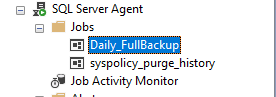 SQL Server Agent
Jobs
Daily_FullBackup
syspolicy_purge_history
Job Activity Monitor